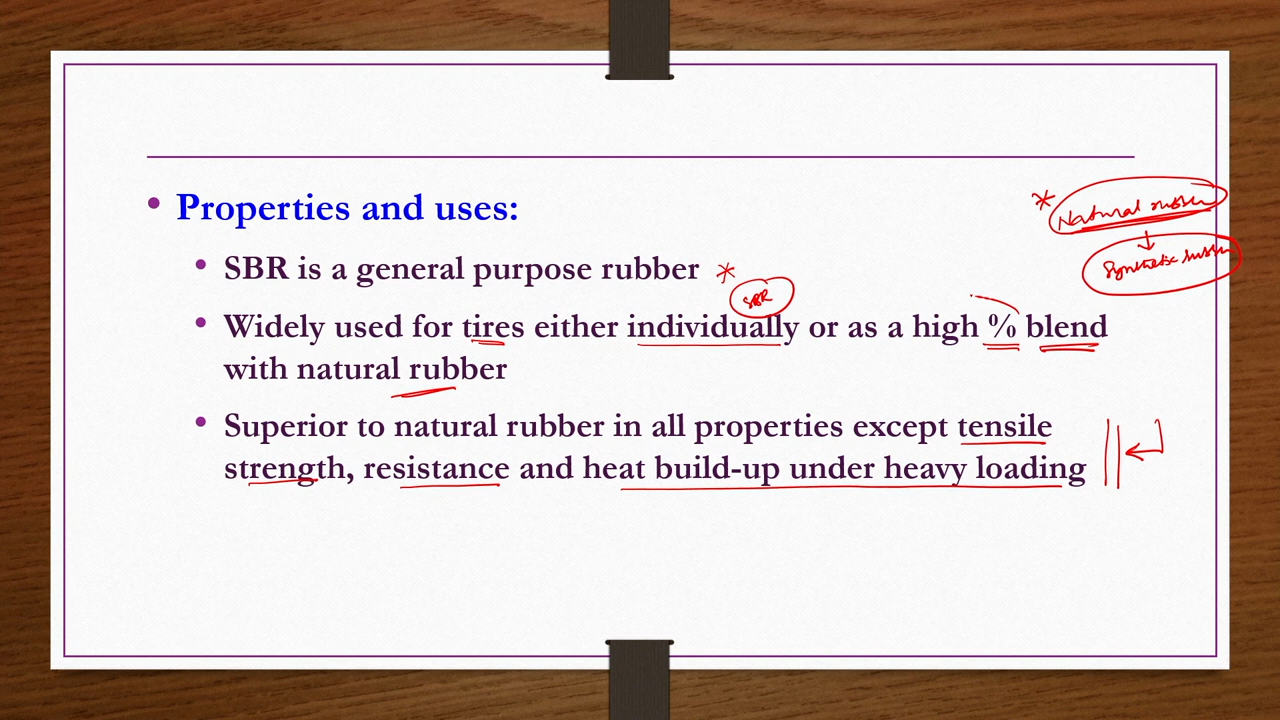 Properties and uses:
* Natural rubber
SBR is a general purpose rubber *
Synthetic rubber
SBR
Widely used for tires either individually or as a high % blend
with natural rubber
Superior to natural rubber in all properties except tensile
strength, resistance and heat build-up under heavy loading